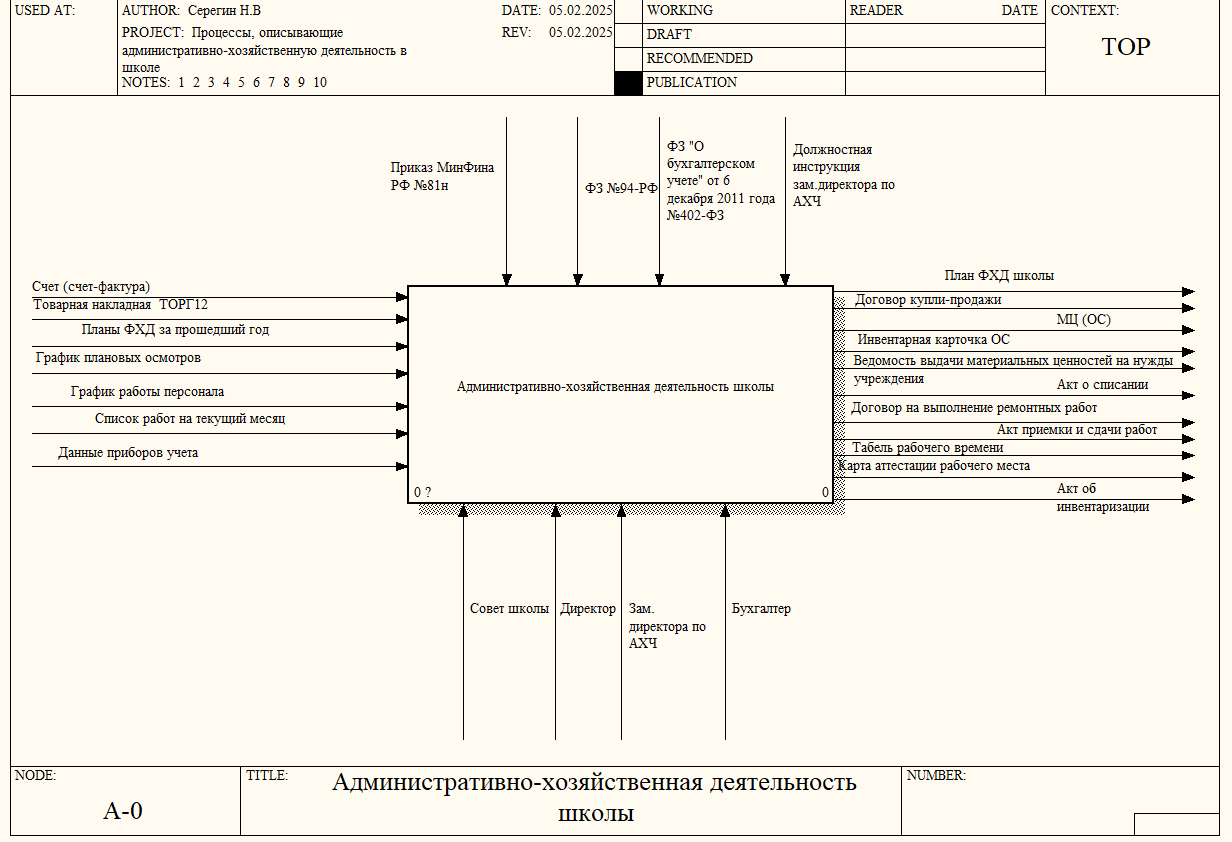 USED AT:
AUTHOR: Серегин Н.В
DATE: 05.02.2025
PROJECT: Процессы, описывающие
административно-хозяйственную деятельность в
школе
REV: 05.02.2025
NOTES: 1 2 3 4 5 6 7 8 9 10
WORKING
DRAFT
RECOMMENDED
PUBLICATION
READER
DATE
CONTEXT:
TOP
Приказ МинФина
РФ №81н
ФЗ №94-РФ
ФЗ "О
бухгалтерском
учете" от 6
декабря 2011 года
№402-ФЗ
Должностная
инструкция
зам.директора по
АХЧ
Счет (счет-фактура)
Товарная накладная ТОРГ12
Планы ФХД за прошедший год
График плановых осмотров
График работы персонала
Список работ на текущий месяц
Данные приборов учета
Административно-хозяйственная деятельность школы
0 ?
0
План ФХД школы
Договор купли-продажи
МЦ (ОС)
Инвентарная карточка ОС
Ведомость выдачи материальных ценностей на нужды
учреждения
Акт о списании
Договор на выполнение ремонтных работ
Акт приемки и сдачи работ
Табель рабочего времени
Карта аттестации рабочего места
Акт об
инвентаризации
Совет школы
Директор
Зам.
директора по
АХЧ
Бухгалтер
NODE:
A-0
TITLE:
Административно-хозяйственная деятельность
школы
NUMBER: